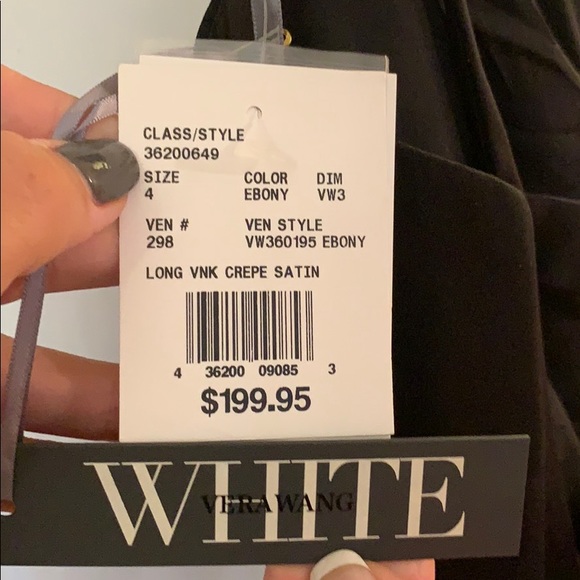 CLASS/STYLE
36200649
SIZE COLOR DIM
4 EBONY VW3
VEN # VEN STYLE
298 VW360195 EBONY
LONG VNK CREPE SATIN
4 36200 09085 3
$199.95
WHITE
VERA WANG